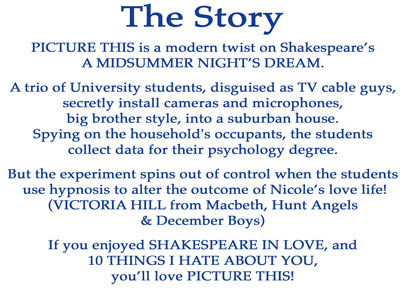 The Story
PICTURE THIS is a modern twist on Shakespeare's
A MIDSUMMER NIGHT'S DREAM.
A trio of University students, disguised as TV cable guys,
secretly install cameras and microphones,
big brother style, into a suburban house.
Spying on the household's occupants, the students
collect data for their psychology degree.
But the experiment spins out of control when the students
use hypnosis to alter the outcome of Nicole's love life!
(VICTORIA HILL from Macbeth, Hunt Angels
& December Boys)
If you enjoyed SHAKESPEARE IN LOVE, and
10 THINGS I HATE ABOUT YOU,
you'll love PICTURE THIS!